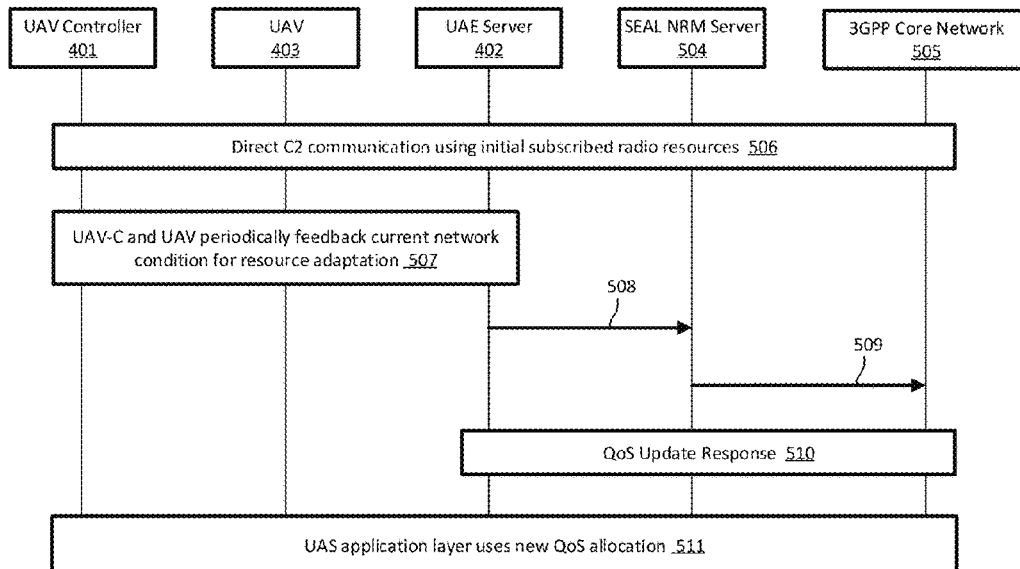 UAV Controller
401
UAV
403
UAE Server
402
SEAL NRM Server
504
3GPP Core Network
505
Direct C2 communication using initial subscribed radio resources 506
UAV-C and UAV periodically feedback current network
condition for resource adaptation 507
508
509
QoS Update Response 510
UAS application layer uses new QoS allocation 511